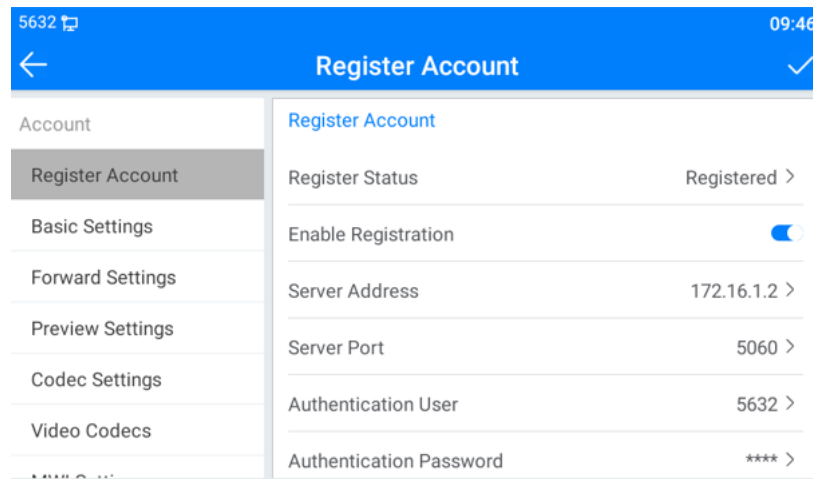 5632 09:46
Register Account
Account
Register Account
Basic Settings
Forward Settings
Preview Settings
Codec Settings
Video Codecs
Register Account
Register Status Registered >
Enable Registration
Server Address 172.16.1.2 >
Server Port 5060 >
Authentication User 5632 >
Authentication Password **** >